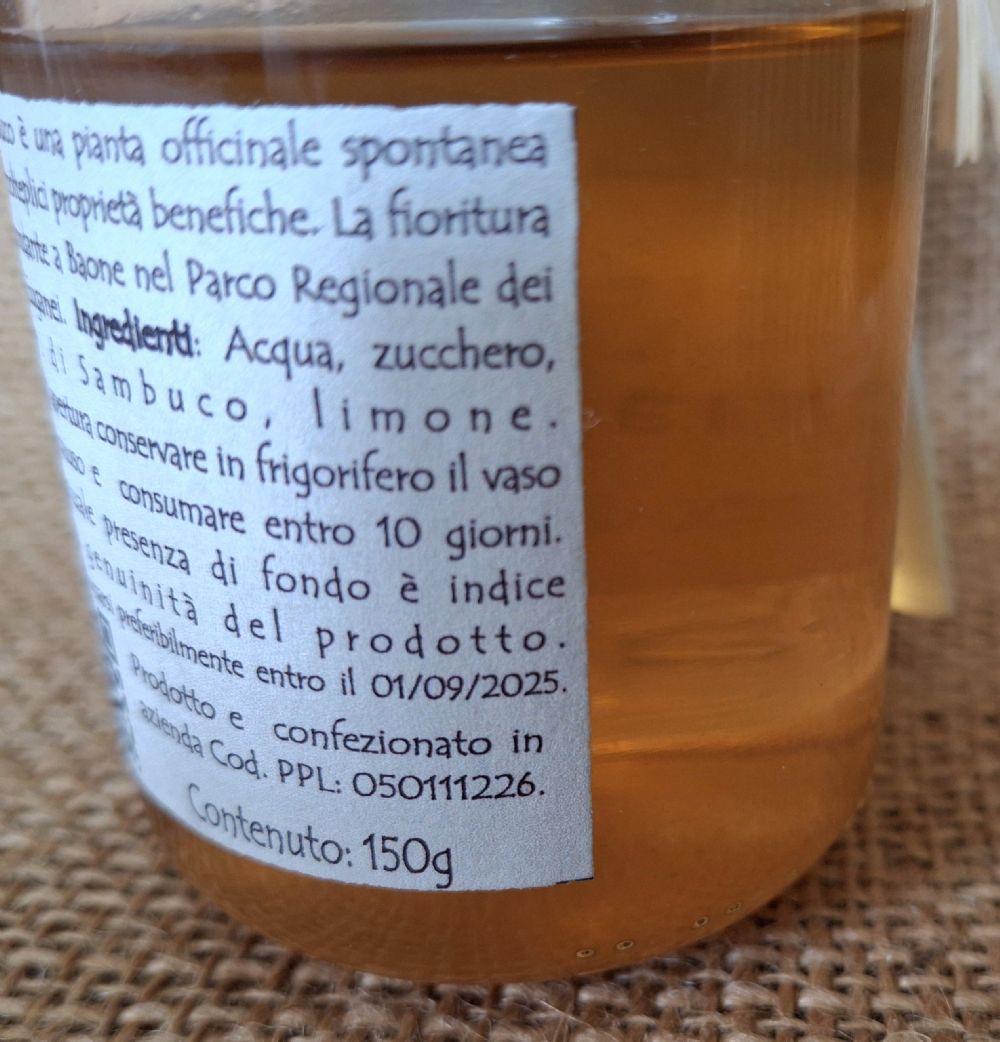 è una pianta officinale spontanea
proprietà benefiche. La fioritura
a Baone nel Parco Regionale dei
Ingredienti: Acqua, zucchero,
di Sambuco, limone.
conservare in frigorifero il vaso
e consumare entro 10 giorni.
presenza di fondo è indice
genuinità del prodotto.
preferibilmente entro il 01/09/2025.
Prodotto e confezionato in
azienda Cod. PPL: 050111226.
Contenuto: 150g